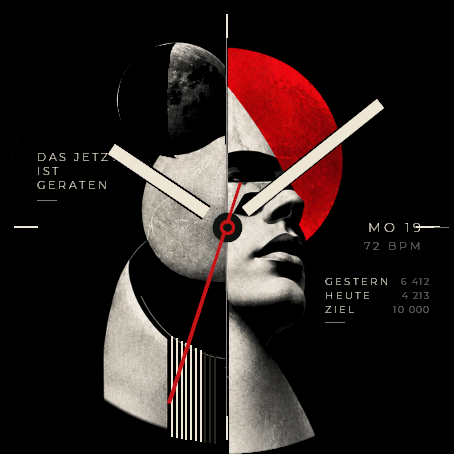 DAS JETZT
IST
GERATEN
MO 19
72 BPM
GESTERN 6 412
HEUTE 4 213
ZIEL 10 000